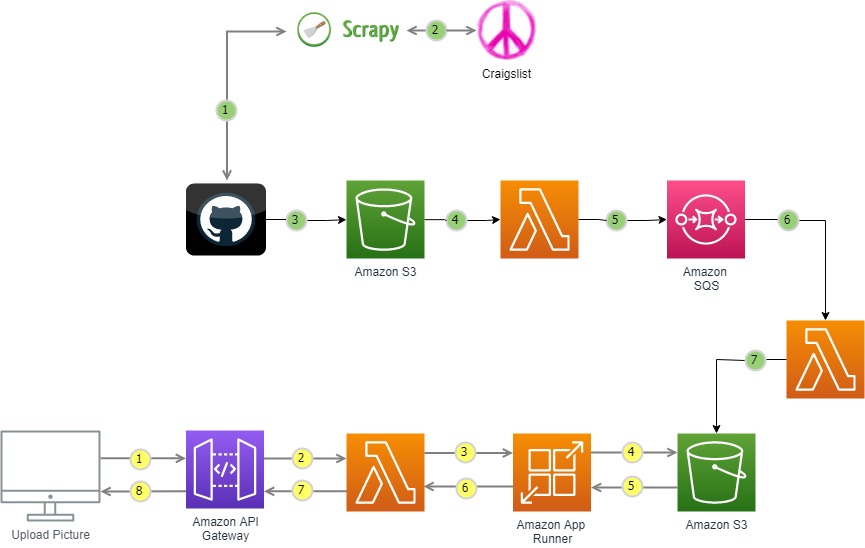 Scrapy
2
Craigslist
1
3
Amazon S3
4
5
Amazon
SQS
6
7
1
2
3
4
8
7
6
5
Upload Picture
Amazon API
Gateway
Amazon App
Runner
Amazon S3